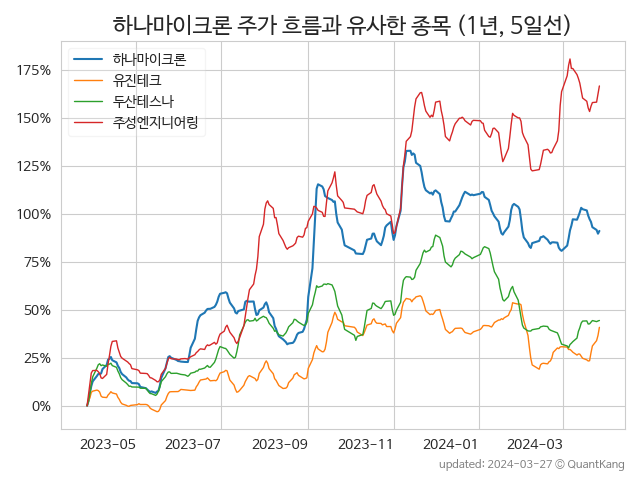 하나마이크론 주가 흐름과 유사한 종목 (1년, 5일선)
하나마이크론
유진테크
두산테스나
주성엔지니어링
175%
150%
125%
100%
75%
50%
25%
0%
2023-05 2023-07 2023-09 2023-11 2024-01 2024-03
updated: 2024-03-27 © QuantKang